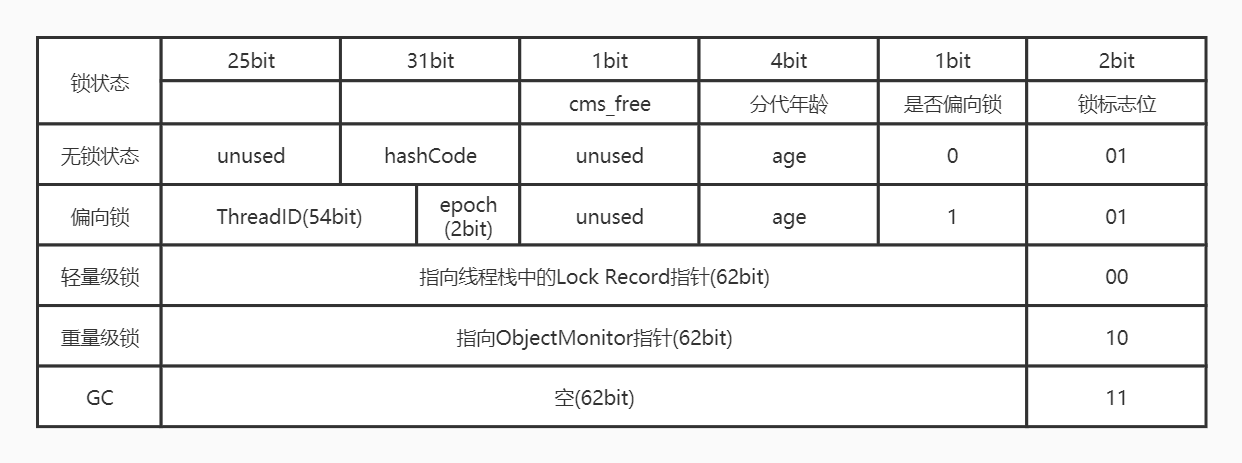 锁状态 25bit 31bit 1bit 4bit 1bit 2bit
cms_free 分代年龄 是否偏向锁 锁标志位
无锁状态 unused hashCode unused age 0 01
偏向锁 ThreadID(54bit) epoch (2bit) unused age 1 01
轻量级锁 指向线程栈中的Lock Record指针(62bit) 00
重量级锁 指向ObjectMonitor指针(62bit) 10
GC 空(62bit) 11